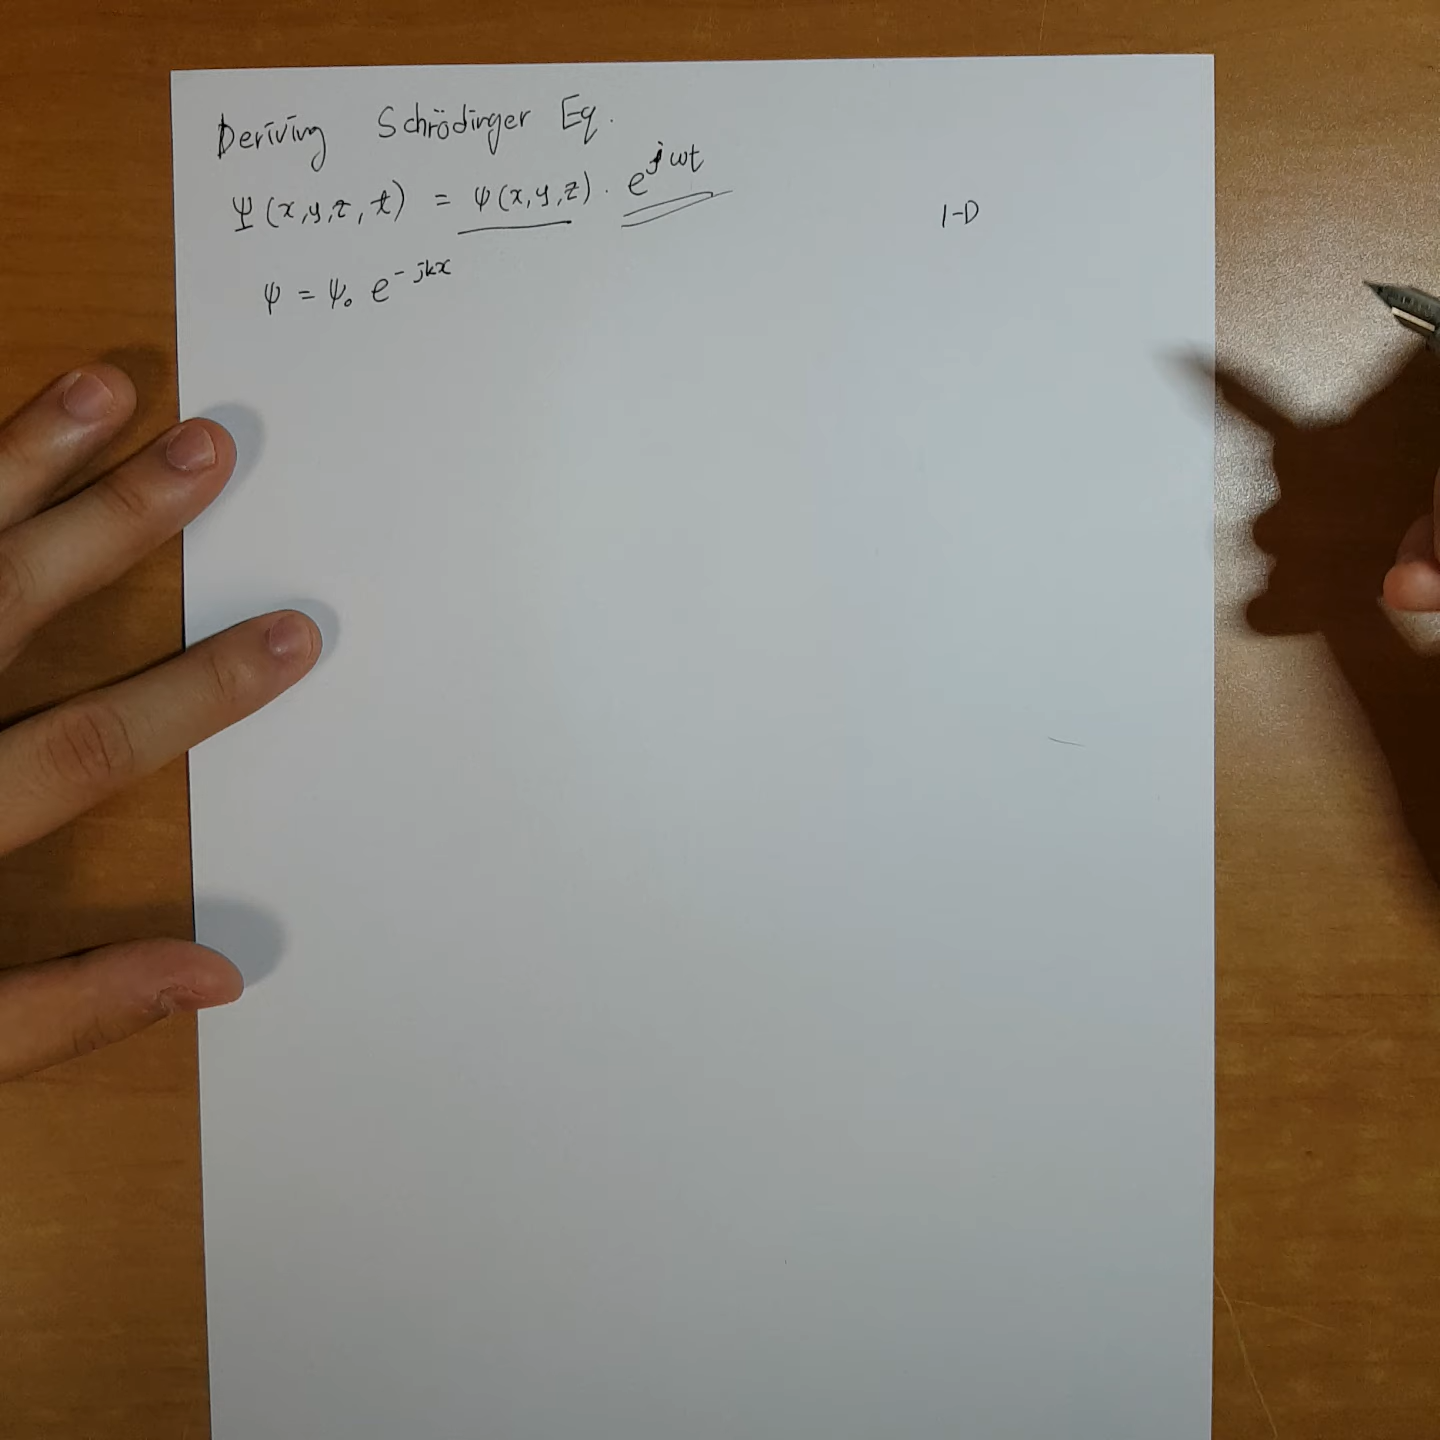 Deriving Schrödinger Eq.
Ψ(x,y,z,t) = ψ(x,y,z) · e^{jωt}
1-D
ψ = ψ₀ e^{-jkx}